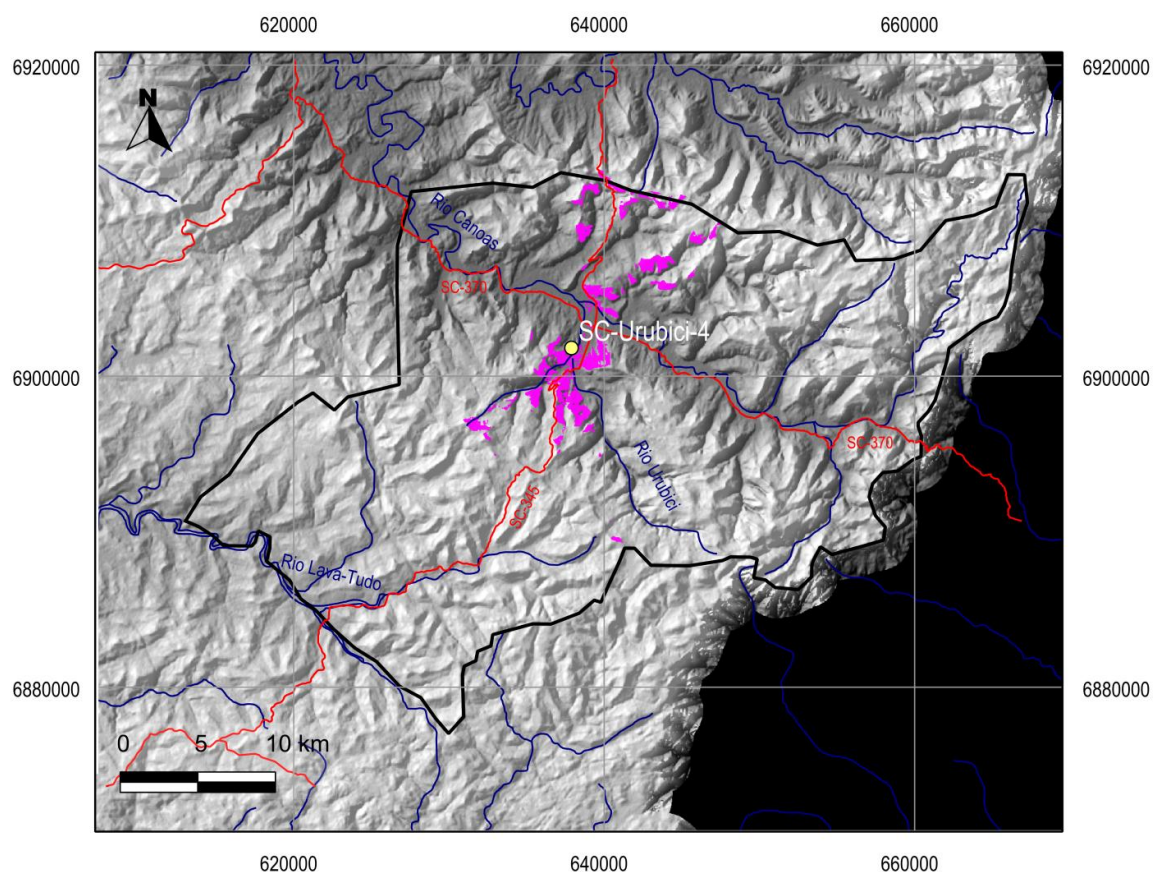 620000 640000 660000
6920000 6920000
N
Rio Canoas
SC-370
SC-Urubici-4
6900000 6900000
SC-370
Rio Urubici
SC-345
Rio Lava-Tudo
6880000 6880000
0 5 10 km
620000 640000 660000